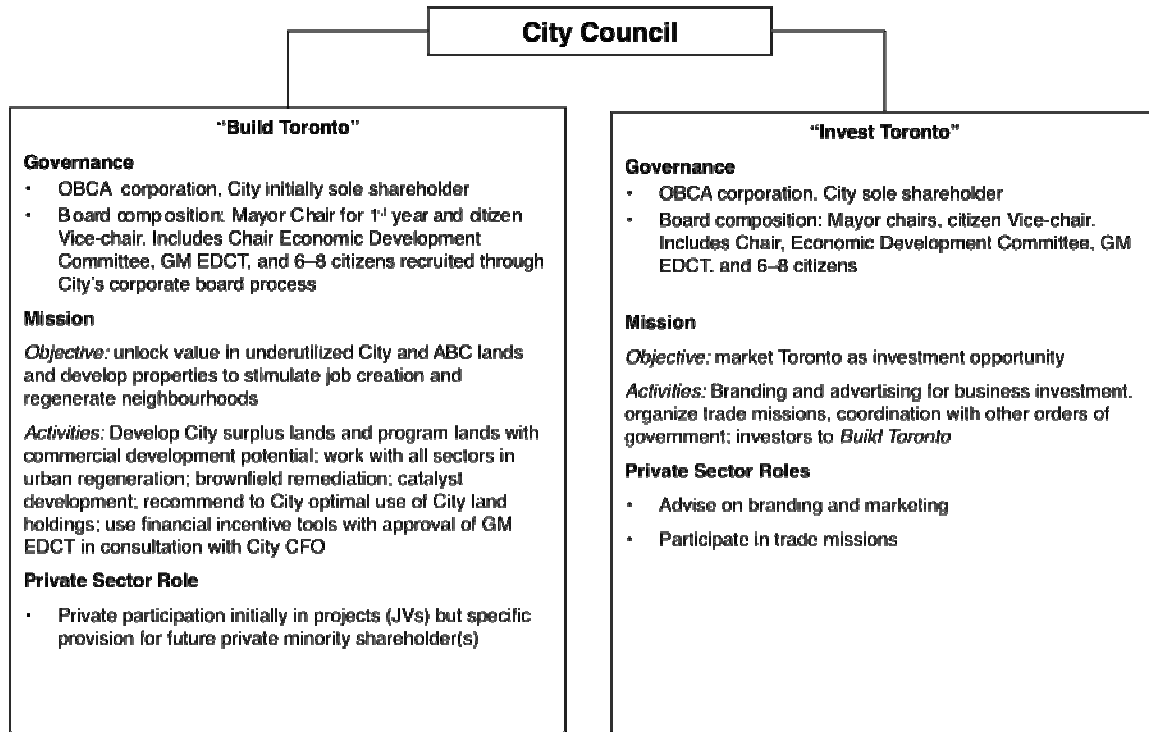 City Council
"Build Toronto"
Governance
• OBCA corporation, City initially sole shareholder
• Board composition: Mayor Chair for 1st year and citizen
Vice-chair. Includes Chair Economic Development
Committee, GM EDCT, and 6–8 citizens recruited through
City's corporate board process
Mission
Objective: unlock value in underutilized City and ABC lands
and develop properties to stimulate job creation and
regenerate neighbourhoods
Activities: Develop City surplus lands and program lands with
commercial development potential; work with all sectors in
urban regeneration; brownfield remediation; catalyst
development; recommend to City optimal use of City land
holdings; use financial incentive tools with approval of GM
EDCT in consultation with City CFO
Private Sector Role
• Private participation initially in projects (JVs) but specific
provision for future private minority shareholder(s)
"Invest Toronto"
Governance
• OBCA corporation. City sole shareholder
• Board composition: Mayor chairs, citizen Vice-chair.
Includes Chair, Economic Development Committee, GM
EDCT. and 6–8 citizens
Mission
Objective: market Toronto as investment opportunity
Activities: Branding and advertising for business investment.
organize trade missions, coordination with other orders of
government; investors to Build Toronto
Private Sector Roles
• Advise on branding and marketing
• Participate in trade missions